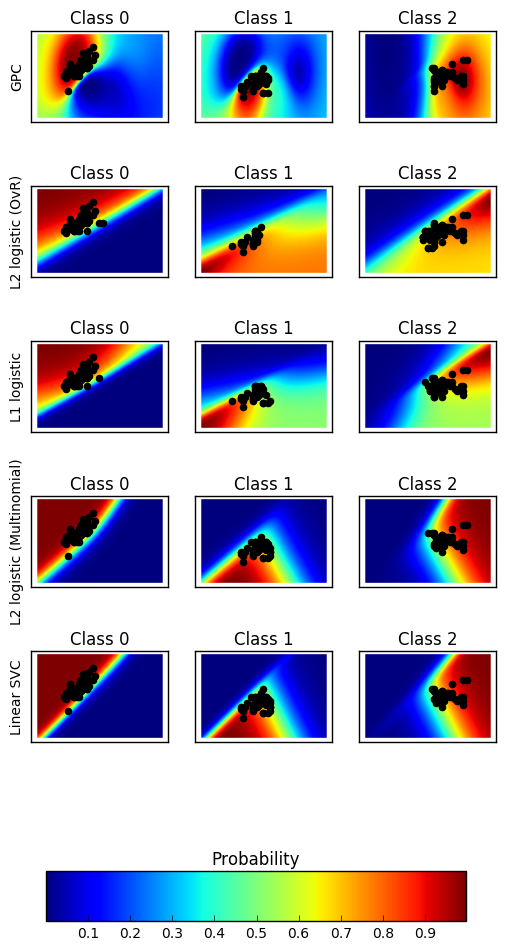 Class 0 Class 1 Class 2
GPC
Class 0 Class 1 Class 2
L2 logistic (OvR)
Class 0 Class 1 Class 2
L1 logistic
Class 0 Class 1 Class 2
L2 logistic (Multinomial)
Class 0 Class 1 Class 2
Linear SVC
Probability
0.1 0.2 0.3 0.4 0.5 0.6 0.7 0.8 0.9